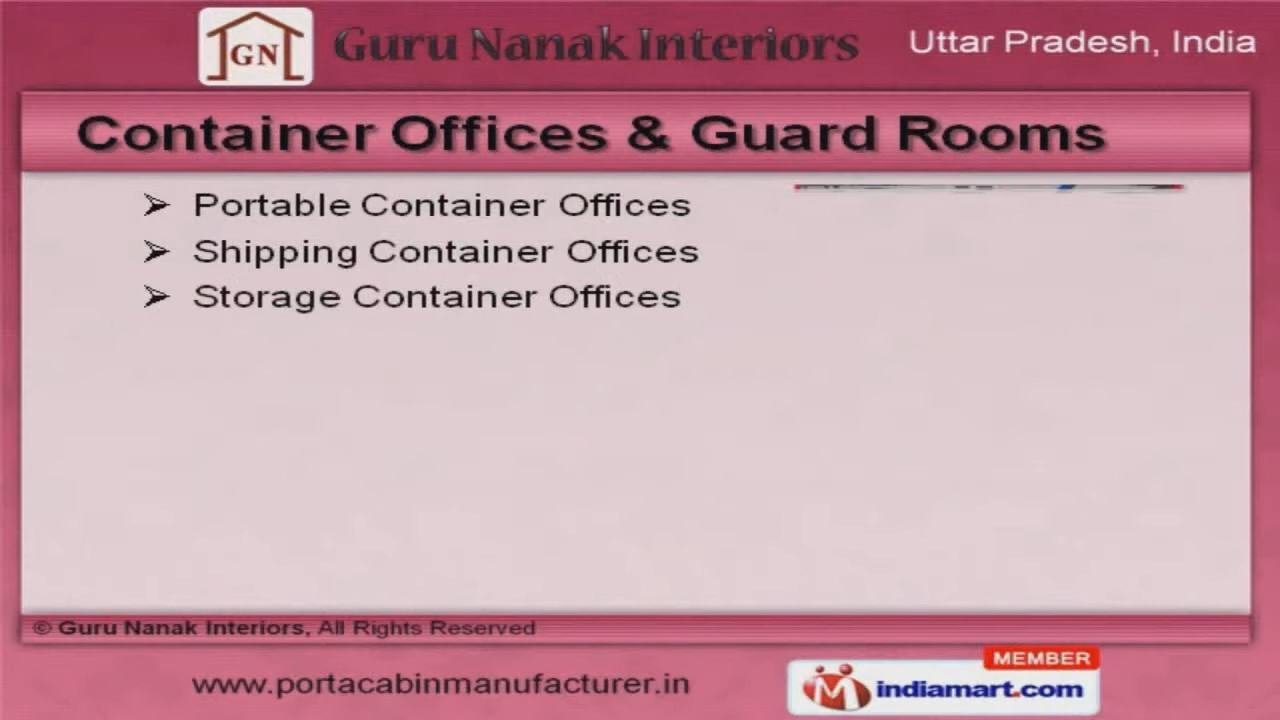 GN
Guru Nanak Interiors
Uttar Pradesh, India
Container Offices & Guard Rooms
➢ Portable Container Offices
➢ Shipping Container Offices
➢ Storage Container Offices
© Guru Nanak Interiors, All Rights Reserved
www.portacabinmanufacturer.in
MEMBER
indiamart.com